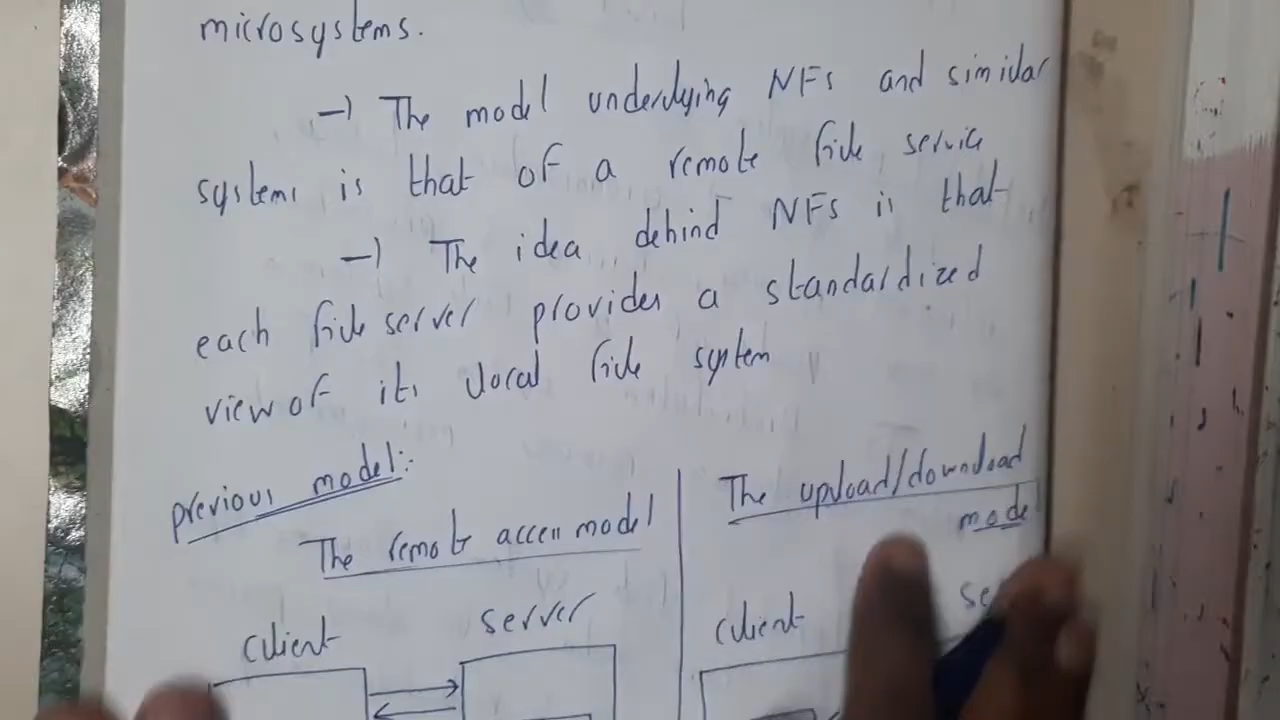 microsystems.
→ The model underlying NFs and similar
systems is that of a remote file service
→ The idea behind NFs is that
each file server provides a standardized
view of its local file system
previous model:-
The remote access model
The upload/download
model
client
server
client
se